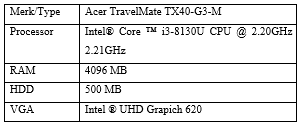 Merk/Type Acer TravelMate TX40-G3-M
Processor Intel® Core ™ i3-8130U CPU @ 2.20GHz
2.21GHz
RAM 4096 MB
HDD 500 MB
VGA Intel ® UHD Grapich 620